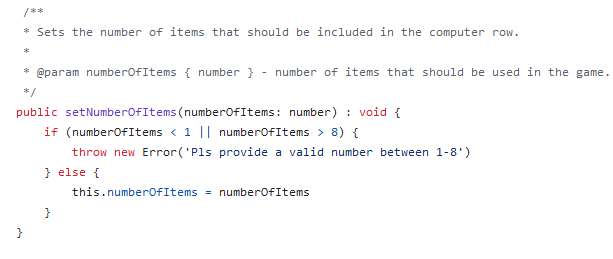 /**
* Sets the number of items that should be included in the computer row.
*
* @param numberOfItems { number } - number of items that should be used in the game.
*/
public setNumberOfItems(numberOfItems: number) : void {
if (numberOfItems < 1 || numberOfItems > 8) {
throw new Error('Pls provide a valid number between 1-8')
} else {
this.numberOfItems = numberOfItems
}
}